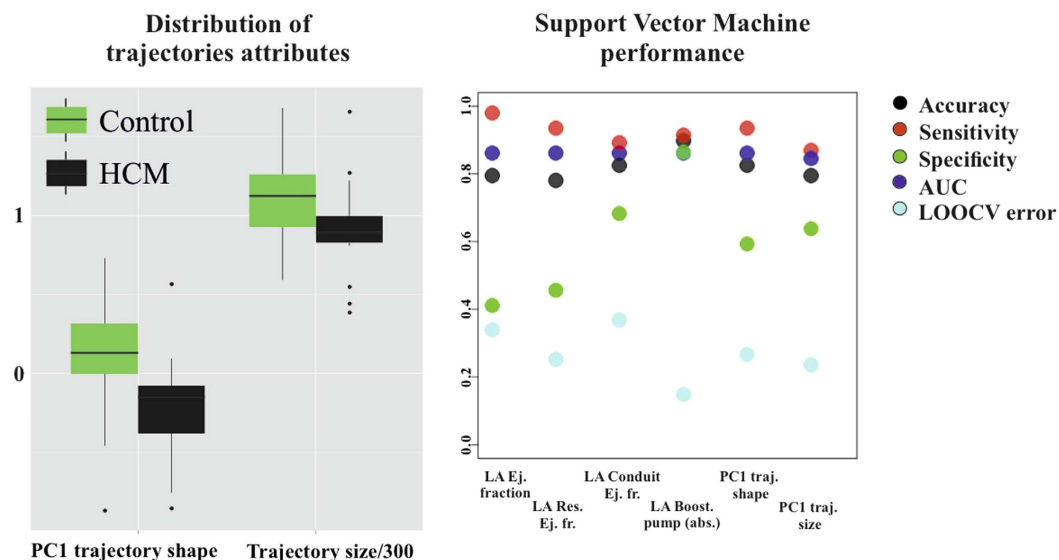 Distribution of
trajectories attributes
Control
HCM
1
0
PC1 trajectory shape
Trajectory size/300
Support Vector Machine
performance
1.0
0.8
0.6
0.4
0.2
0.0
LA Ej.
fraction
LA Res.
Ej. fr.
LA Conduit
Ej. fr.
LA Boost.
pump (abs.)
PC1 traj.
shape
PC1 traj.
size
Accuracy
Sensitivity
Specificity
AUC
LOOCV error